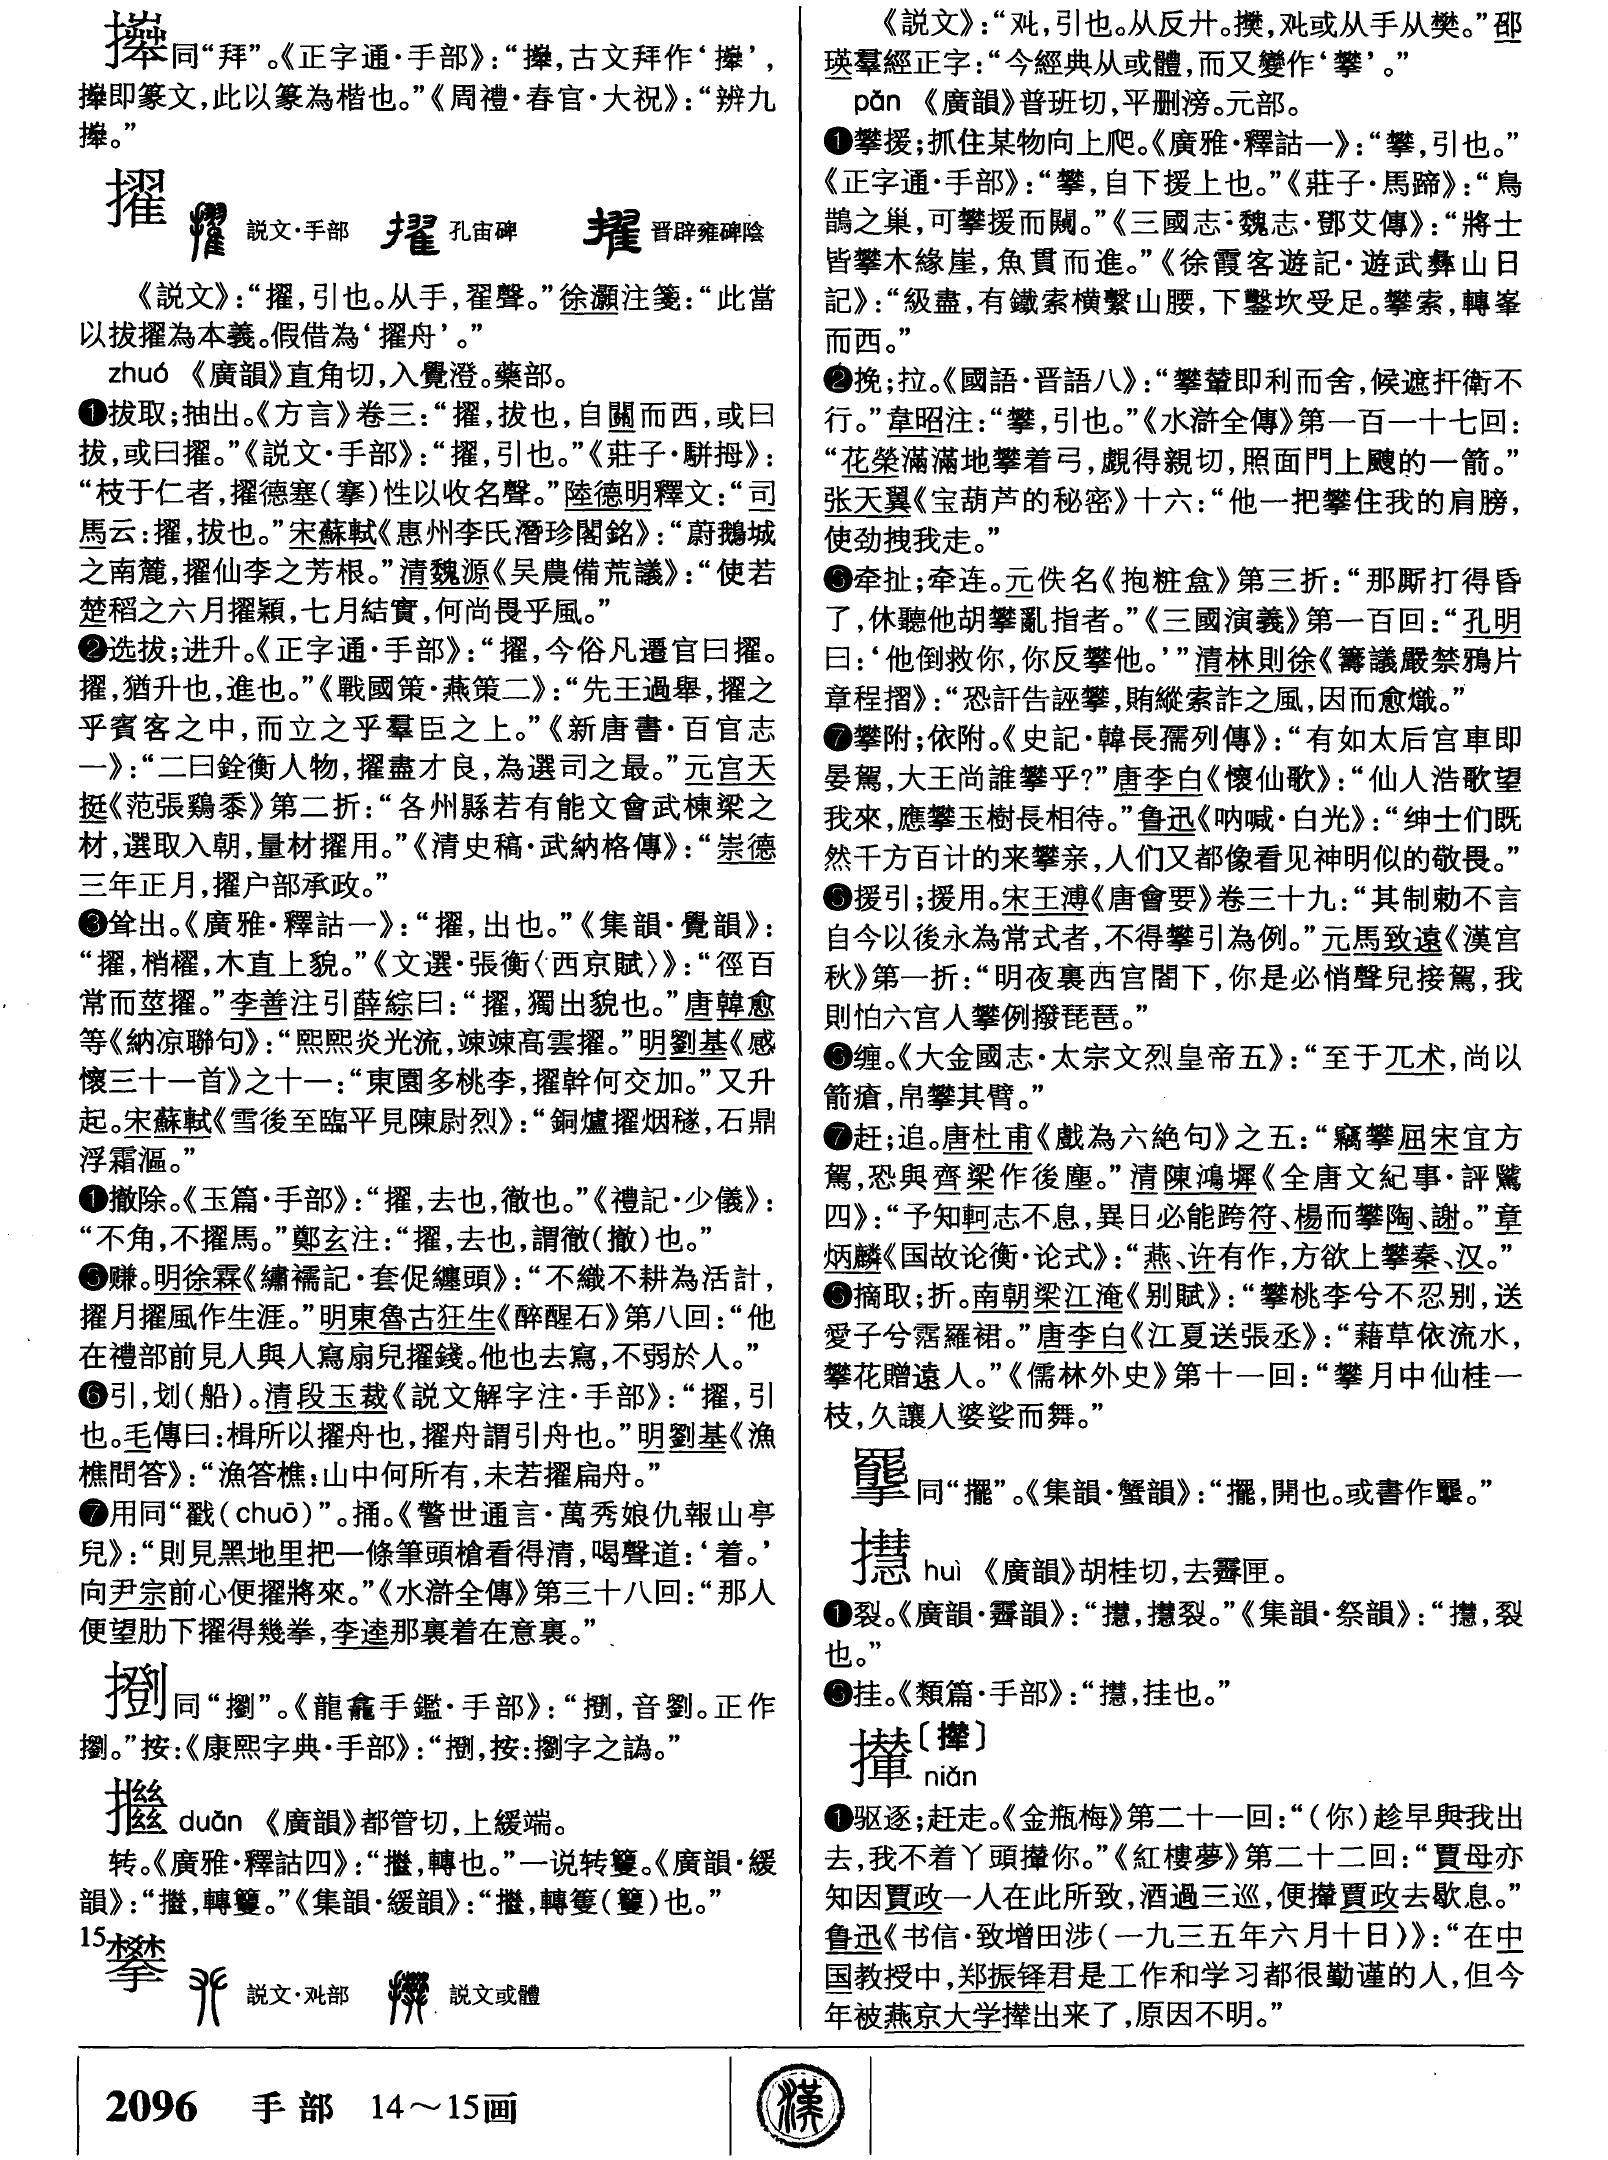 㩋同“拜”。《正字通·手部》：“㩋，古文拜作‘㩋’，
㩋即篆文，此以篆為楷也。”《周禮·春官·大祝》：“辨九
㩋。”
擢
説文·手部 孔宙碑 晋辟雍碑陰
《説文》：“擢，引也。从手，翟聲。”徐灝注箋：“此當
以拔擢為本義。假借為‘擢舟’。”
zhuó 《廣韻》直角切，入覺澄。藥部。
❶拔取；抽出。《方言》卷三：“擢，拔也，自關而西，或曰
拔，或曰擢。”《説文·手部》：“擢，引也。”《莊子·駢拇》：
“枝于仁者，擢德塞（搴）性以收名聲。”陸德明釋文：“司
馬云：擢，拔也。”宋蘇軾《惠州李氏潛珍閣銘》：“蔚鵝城
之南麓，擢仙李之芳根。”清魏源《吴農備荒議》：“使若
楚稻之六月擢穎，七月結實，何尚畏乎風。”
❷选拔；进升。《正字通·手部》：“擢，今俗凡遷官曰擢。
擢，猶升也，進也。”《戰國策·燕策二》：“先王過舉，擢之
乎賓客之中，而立之乎羣臣之上。”《新唐書·百官志
一》：“二曰銓衡人物，擢盡才良，為選司之最。”元宫天
挺《范張鷄黍》第二折：“各州縣若有能文會武棟梁之
材，選取入朝，量材擢用。”《清史稿·武納格傳》：“崇德
三年正月，擢户部承政。”
❸耸出。《廣雅·釋詁一》：“擢，出也。”《集韻·覺韻》：
“擢，梢櫂，木直上貌。”《文選·張衡〈西京賦〉》：“徑百
常而莖擢。”李善注引薛綜曰：“擢，獨出貌也。”唐韓愈
等《納凉聯句》：“熙熙炎光流，竦竦高雲擢。”明劉基《感
懷三十一首》之十一：“東園多桃李，擢幹何交加。”又升
起。宋蘇軾《雪後至臨平見陳尉烈》：“銅爐擢烟穟，石鼎
浮霜漚。”
❶撤除。《玉篇·手部》：“擢，去也，徹也。”《禮記·少儀》：
“不角，不擢馬。”鄭玄注：“擢，去也，謂徹（撤）也。”
❺赚。明徐霖《繡襦記·套促纏頭》：“不織不耕為活計，
擢月擢風作生涯。”明東魯古狂生《醉醒石》第八回：“他
在禮部前見人與人寫扇兒擢錢。他也去寫，不弱於人。”
❻引，划（船）。清段玉裁《説文解字注·手部》：“擢，引
也。毛傳曰：楫所以擢舟也，擢舟謂引舟也。”明劉基《漁
樵問答》：“漁答樵：山中何所有，未若擢扁舟。”
❼用同“戳（chuō）”。捅。《警世通言·萬秀娘仇報山亭
兒》：“則見黑地里把一條筆頭槍看得清，喝聲道：‘着。’
向尹宗前心便擢將來。”《水滸全傳》第三十八回：“那人
便望肋下擢得幾拳，李逵那裏着在意裏。”
同“㨨”。《龍龕手鑑·手部》：“，音劉。正作
。”按：《康熙字典·手部》：“，按：字之譌。”
duǎn 《廣韻》都管切，上緩端。
转。《廣雅·釋詁四》：“，轉也。”一说转籰。《廣韻·緩
韻》：“，轉籰。”《集韻·緩韻》：“，轉篗（籰）也。”
15攀
説文·𠬜部 説文或體
《説文》：“𠬜，引也。从反廾。㩯，𠬜或从手从樊。”邵
瑛羣經正字：“今經典从或體，而又變作‘攀’。”
pān 《廣韻》普班切，平删滂。元部。
❶攀援；抓住某物向上爬。《廣雅·釋詁一》：“攀，引也。”
《正字通·手部》：“攀，自下援上也。”《莊子·馬蹄》：“鳥
鵲之巢，可攀援而闚。”《三國志·魏志·鄧艾傳》：“將士
皆攀木緣崖，魚貫而進。”《徐霞客遊記·遊武彝山日
記》：“級盡，有鐵索横繫山腰，下鑿坎受足。攀索，轉峯
而西。”
❷挽；拉。《國語·晋語八》：“攀輦即利而舍，候遮扞衛不
行。”韋昭注：“攀，引也。”《水滸全傳》第一百一十七回：
“花榮滿滿地攀着弓，覷得親切，照面門上颼的一箭。”
张天翼《宝葫芦的秘密》十六：“他一把攀住我的肩膀，
使劲拽我走。”
❸牵扯；牵连。元佚名《抱粧盒》第三折：“那厮打得昏
了，休聽他胡攀亂指者。”《三國演義》第一百回：“孔明
曰：‘他倒救你，你反攀他。’”清林則徐《籌議嚴禁鴉片
章程摺》：“恐訐告誣攀，賄縱索詐之風，因而愈熾。”
❼攀附；依附。《史記·韓長孺列傳》：“有如太后宫車即
晏駕，大王尚誰攀乎？”唐李白《懷仙歌》：“仙人浩歌望
我來，應攀玉樹長相待。”鲁迅《呐喊·白光》：“绅士们既
然千方百计的来攀亲，人们又都像看见神明似的敬畏。”
❺援引；援用。宋王溥《唐會要》卷三十九：“其制勅不言
自今以後永為常式者，不得攀引為例。”元馬致遠《漢宫
秋》第一折：“明夜裏西宫閣下，你是必悄聲兒接駕，我
則怕六宫人攀例撥琵琶。”
❻缠。《大金國志·太宗文烈皇帝五》：“至于兀术，尚以
箭瘡，帛攀其臂。”
❼赶；追。唐杜甫《戲為六絶句》之五：“竊攀屈宋宜方
駕，恐與齊梁作後塵。”清陳鴻墀《全唐文紀事·評騭
四》：“予知軻志不息，異日必能跨符、楊而攀陶、謝。”章
炳麟《国故论衡·论式》：“燕、许有作，方欲上攀秦、汉。”
❽摘取；折。南朝梁江淹《别賦》：“攀桃李兮不忍别，送
愛子兮霑羅裙。”唐李白《江夏送張丞》：“藉草依流水，
攀花贈遠人。”《儒林外史》第十一回：“攀月中仙桂一
枝，久讓人婆娑而舞。”
同“擺”。《集韻·蟹韻》：“擺，開也。或書作。”
㩨 huì 《廣韻》胡桂切，去霽匣。
❶裂。《廣韻·霽韻》：“㩨，㩨裂。”《集韻·祭韻》：“㩨，裂
也。”
❸挂。《類篇·手部》：“㩨，挂也。”
攆〔撵〕
niǎn
❶驱逐；赶走。《金瓶梅》第二十一回：“（你）趁早與我出
去，我不着丫頭攆你。”《紅樓夢》第二十二回：“賈母亦
知因賈政一人在此所致，酒過三巡，便攆賈政去歇息。”
鲁迅《书信·致增田涉（一九三五年六月十日）》：“在中
国教授中，郑振铎君是工作和学习都很勤谨的人，但今
年被燕京大学撵出来了，原因不明。”
2096 手部 14～15画
漢